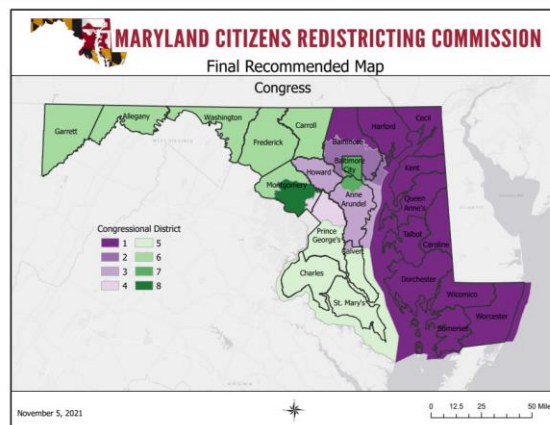 MARYLAND CITIZENS REDISTRICTING COMMISSION
Final Recommended Map
Congress
Garrett
Allegany
Washington
Frederick
Carroll
Baltimore
Harford
Cecil
Baltimore
City
Howard
Montgomery
Anne
Arundel
Kent
Queen
Anne's
Talbot
Caroline
Prince
George's
Calvert
Charles
St. Mary's
Dorchester
Wicomico
Somerset
Worcester
Congressional District
1 5
2 6
3 7
4 8
November 5, 2021
0 12.5 25 50 Mile